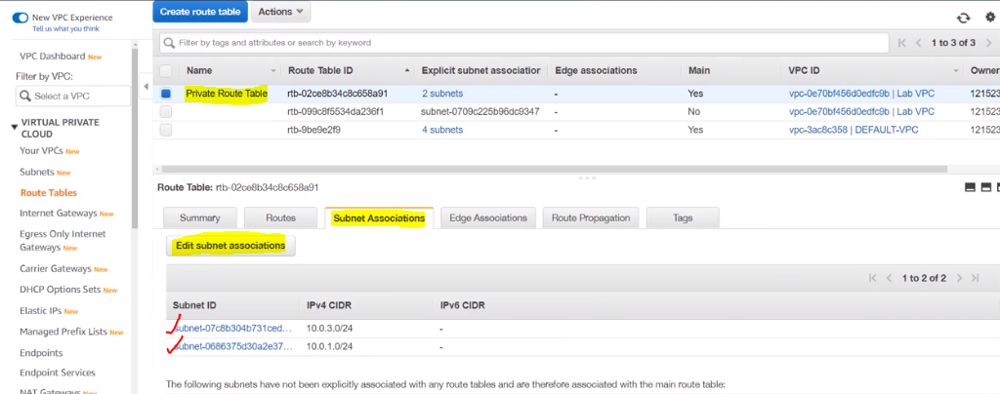 New VPC Experience
Tell us what you think
VPC Dashboard New
Filter by VPC:
Select a VPC
VIRTUAL PRIVATE
CLOUD
Your VPCs New
Subnets New
Route Tables
Internet Gateways New
Egress Only Internet
Gateways New
Carrier Gateways New
DHCP Options Sets New
Elastic IPs New
Managed Prefix Lists New
Endpoints
Endpoint Services
NAT Gateways New
Create route table Actions
Filter by tags and attributes or search by keyword
1 to 3 of 3
Name Route Table ID Explicit subnet association Edge associations Main VPC ID Owner
Private Route Table rtb-02ce8b34c8c658a91 2 subnets - Yes vpc-0e70bf456d0edfc9b | Lab VPC 121523
rtb-099c8f5534da236f1 subnet-0709c225b96dc9347 - No vpc-0e70bf456d0edfc9b | Lab VPC 121523
rtb-9be9e2f9 4 subnets - Yes vpc-3ac8c358 | DEFAULT-VPC 121523
Route Table: rtb-02ce8b34c8c658a91
Summary Routes Subnet Associations Edge Associations Route Propagation Tags
Edit subnet associations
1 to 2 of 2
Subnet ID IPv4 CIDR IPv6 CIDR
subnet-07c8b304b731ced... 10.0.3.0/24 -
subnet-0686375d30a2e37... 10.0.1.0/24 -
The following subnets have not been explicitly associated with any route tables and are therefore associated with the main route table: